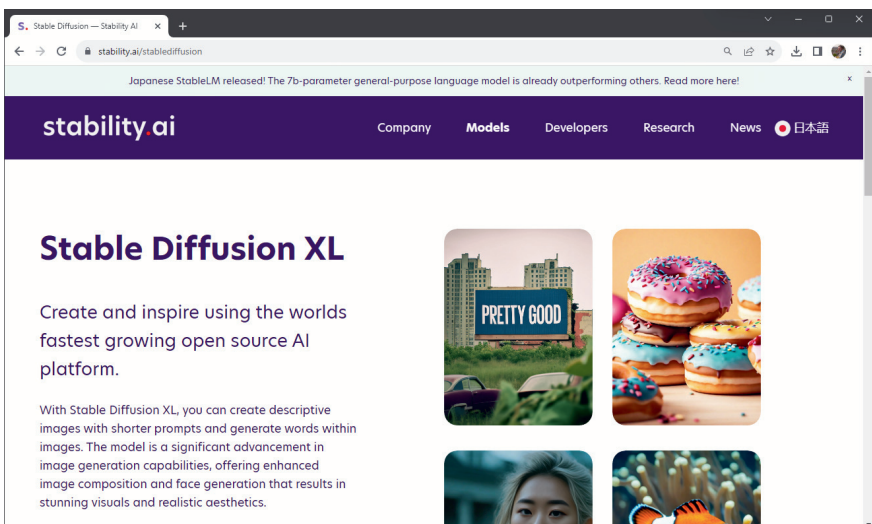 Stable Diffusion — Stability AI
stability.ai/stablediffusion
Japanese StableLM released! The 7b-parameter general-purpose language model is already outperforming others. Read more here!
stability.ai
Company Models Developers Research News 日本語
Stable Diffusion XL
Create and inspire using the worlds
fastest growing open source AI
platform.
With Stable Diffusion XL, you can create descriptive
images with shorter prompts and generate words within
images. The model is a significant advancement in
image generation capabilities, offering enhanced
image composition and face generation that results in
stunning visuals and realistic aesthetics.
PRETTY GOOD